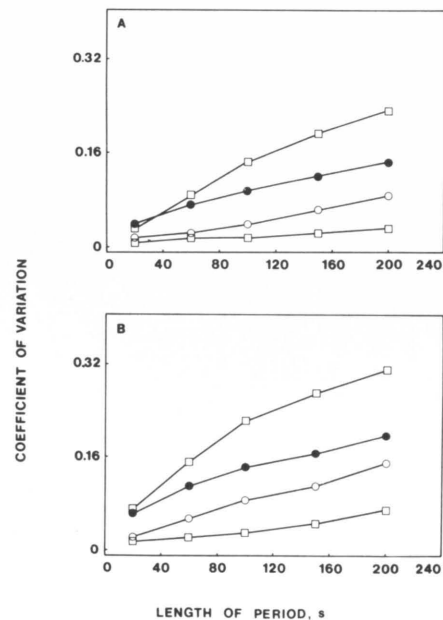 A
0.32
0.16
0
0 40 80 120 160 200 240
COEFFICIENT OF VARIATION
B
0.32
0.16
0
0 40 80 120 160 200 240
LENGTH OF PERIOD, s